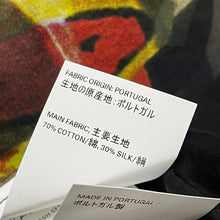 FABRIC ORIGIN: PORTUGAL
生地の原産地：ポルトガル
MAIN FABRIC, 主要生地
70% COTTON/綿, 30% SILK/絹
MADE IN PORTUGAL
ポルトガル製